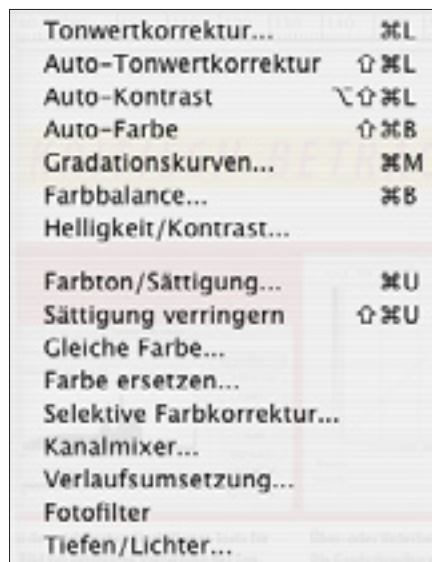 Tonwertkorrektur... ⌘L
Auto-Tonwertkorrektur ⇧⌘L
Auto-Kontrast ⌥⇧⌘L
Auto-Farbe ⇧⌘B
Gradationskurven... ⌘M
Farbbalance... ⌘B
Helligkeit/Kontrast...
Farbton/Sättigung... ⌘U
Sättigung verringern ⇧⌘U
Gleiche Farbe...
Farbe ersetzen...
Selektive Farbkorrektur...
Kanalmixer...
Verlaufsumsetzung...
Fotofilter
Tiefen/Lichter...